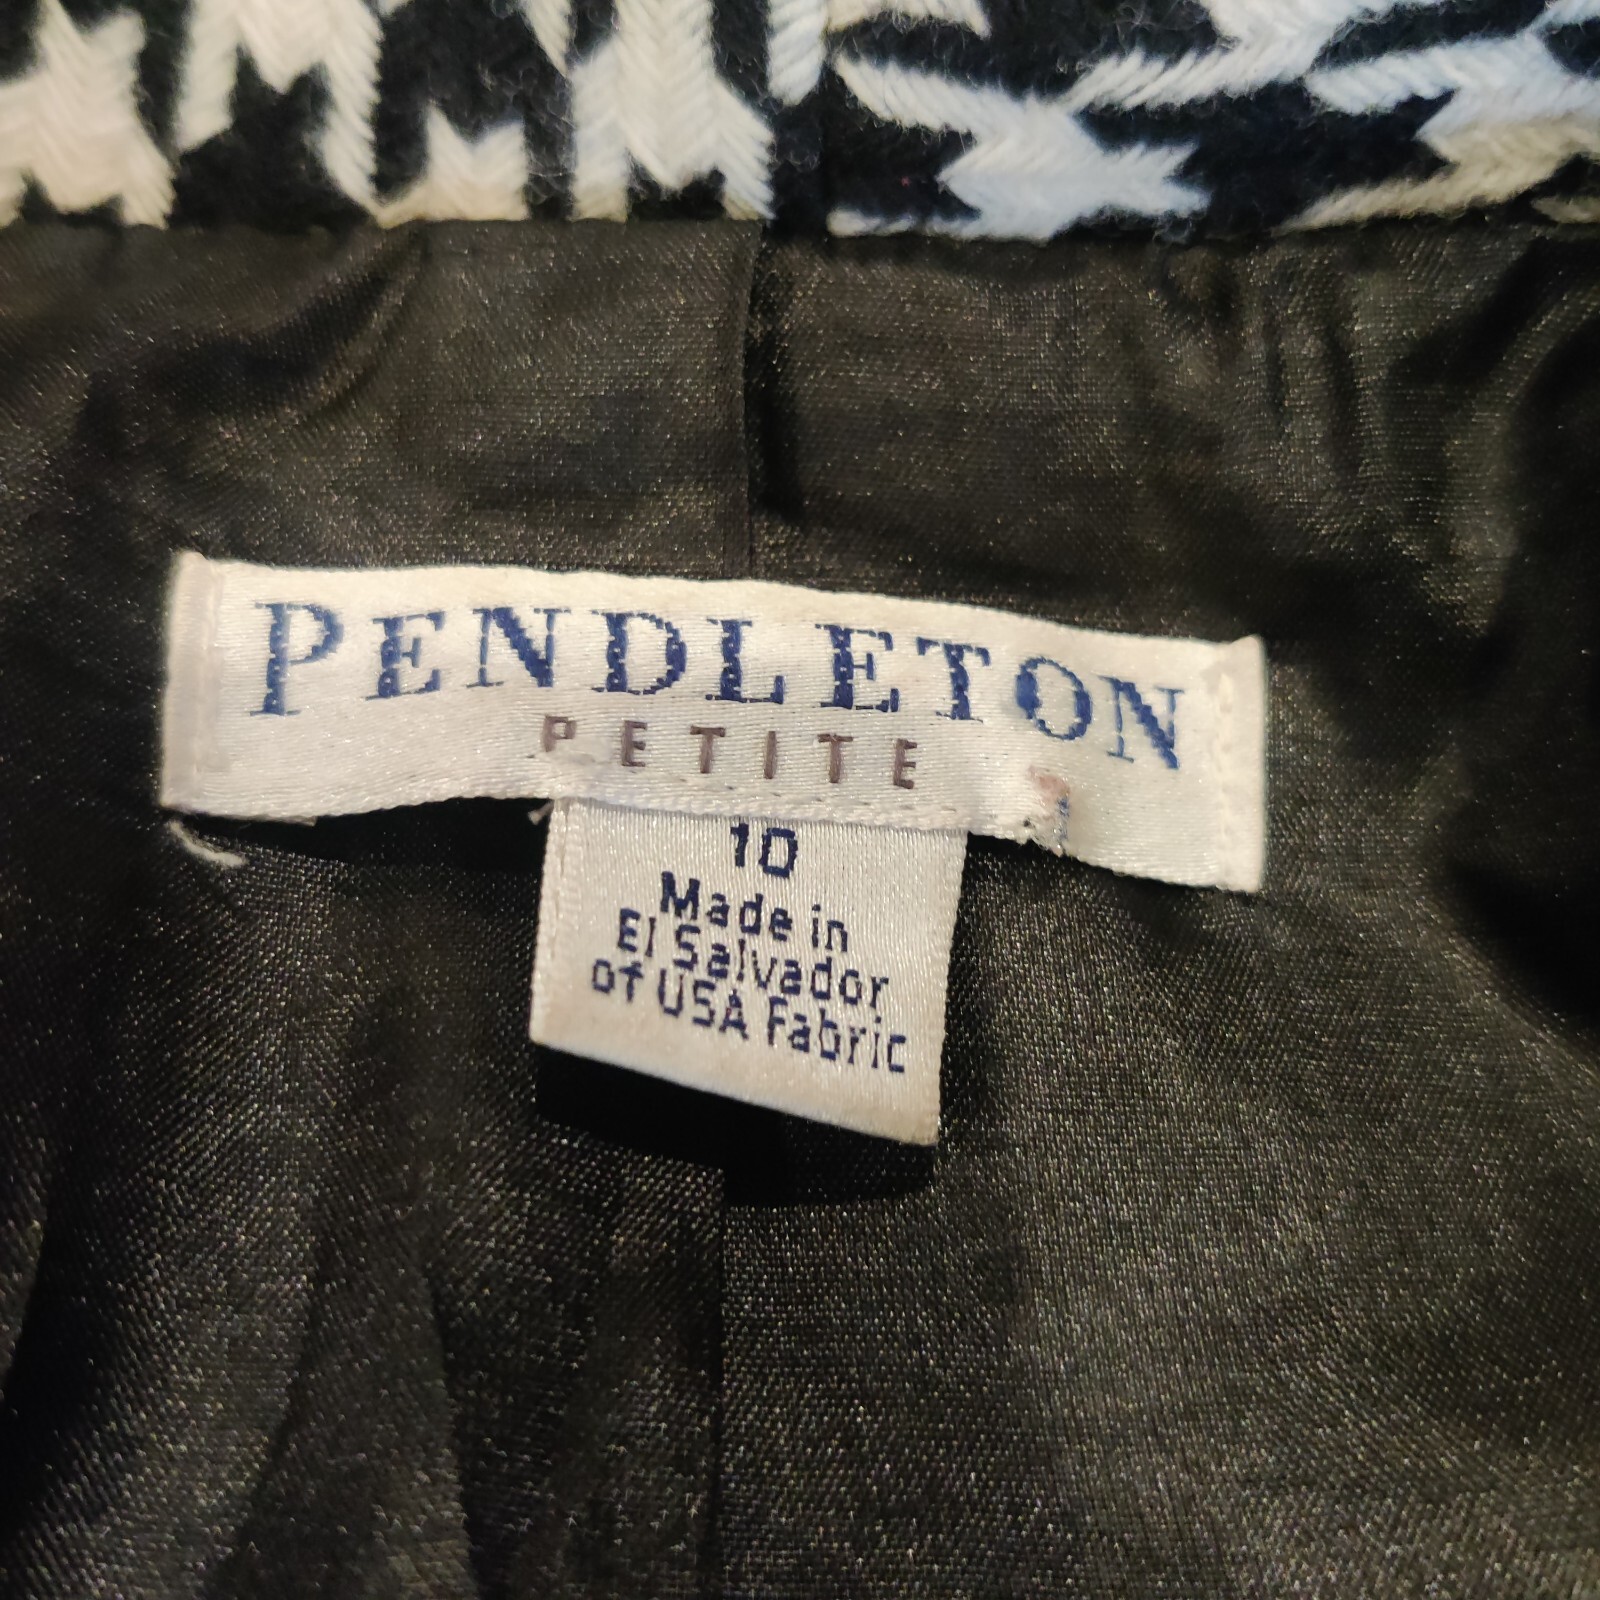 PENDLETON
PETITE
10
Made in
El Salvador
of USA Fabric